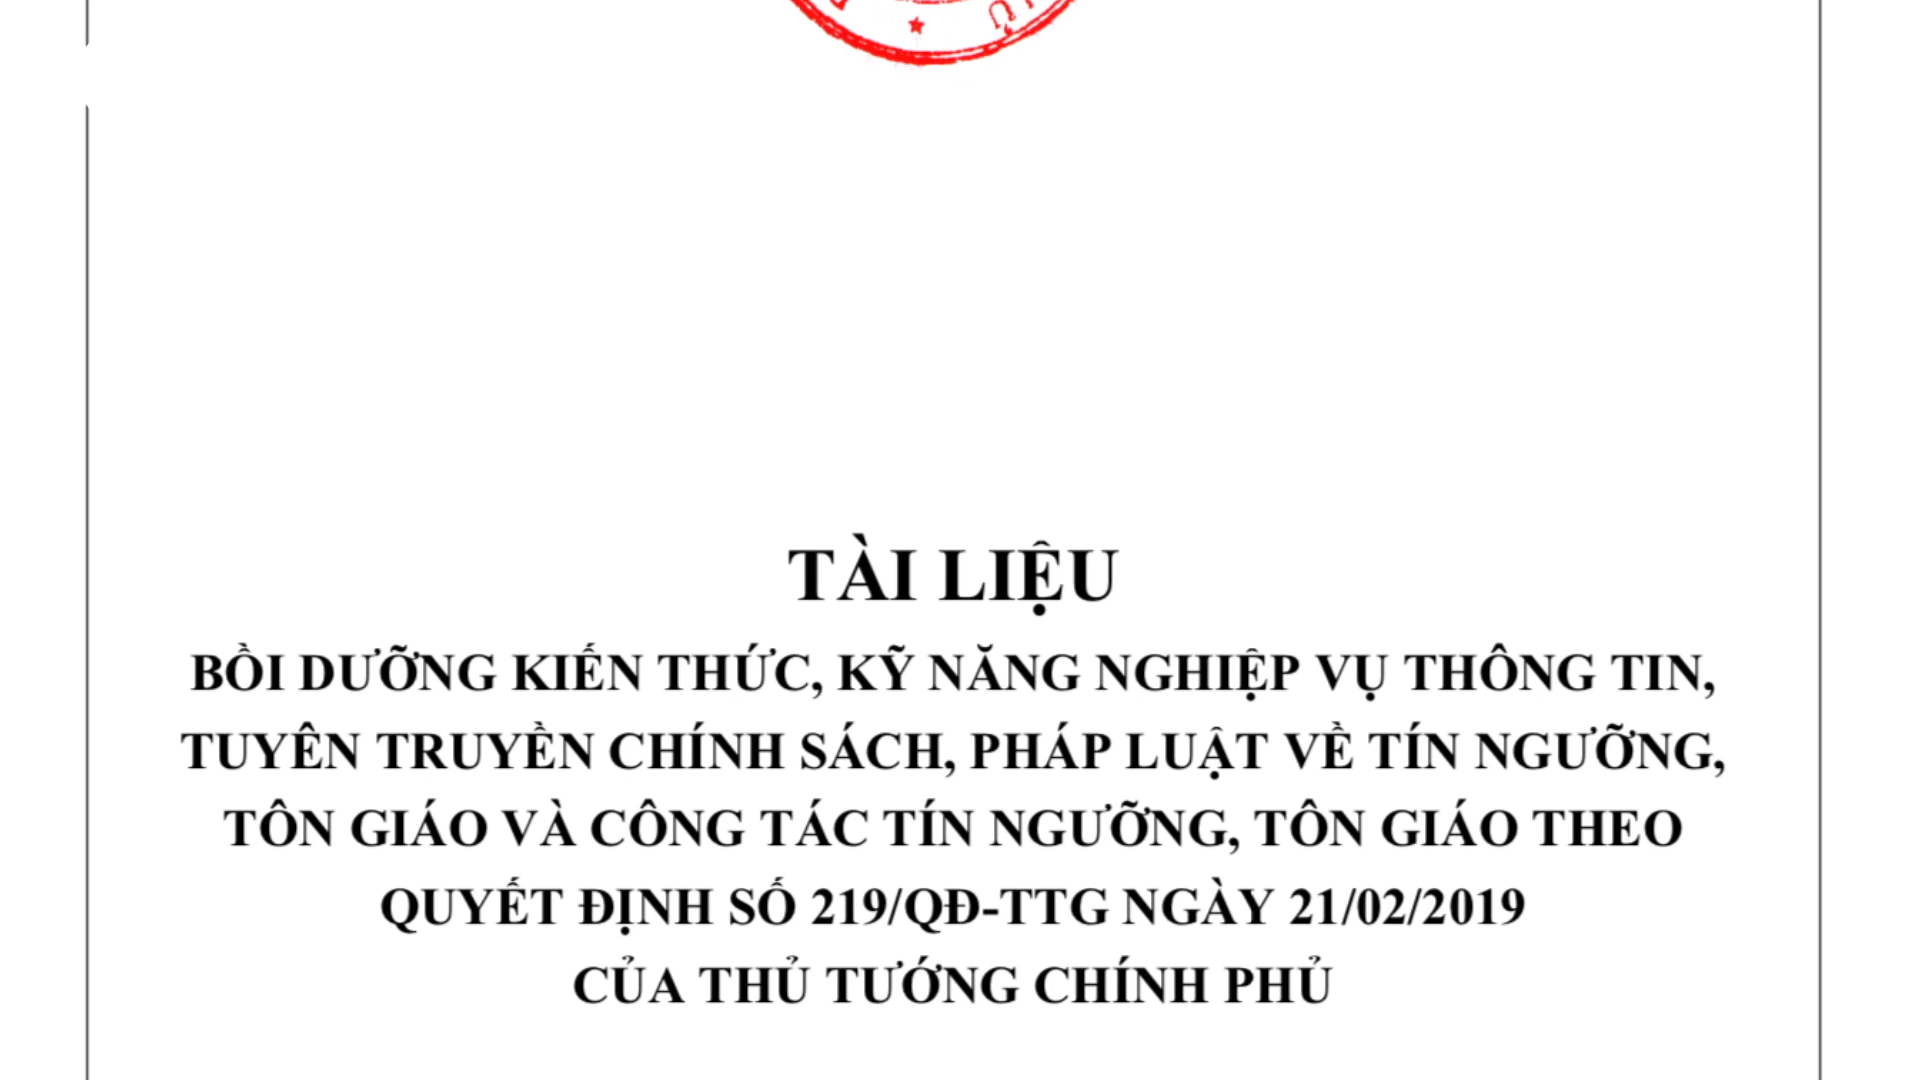 TÀI LIỆU
BỒI DƯỠNG KIẾN THỨC, KỸ NĂNG NGHIỆP VỤ THÔNG TIN,
TUYÊN TRUYỀN CHÍNH SÁCH, PHÁP LUẬT VỀ TÍN NGƯỠNG,
TÔN GIÁO VÀ CÔNG TÁC TÍN NGƯỠNG, TÔN GIÁO THEO
QUYẾT ĐỊNH SỐ 219/QĐ-TTG NGÀY 21/02/2019
CỦA THỦ TƯỚNG CHÍNH PHỦ